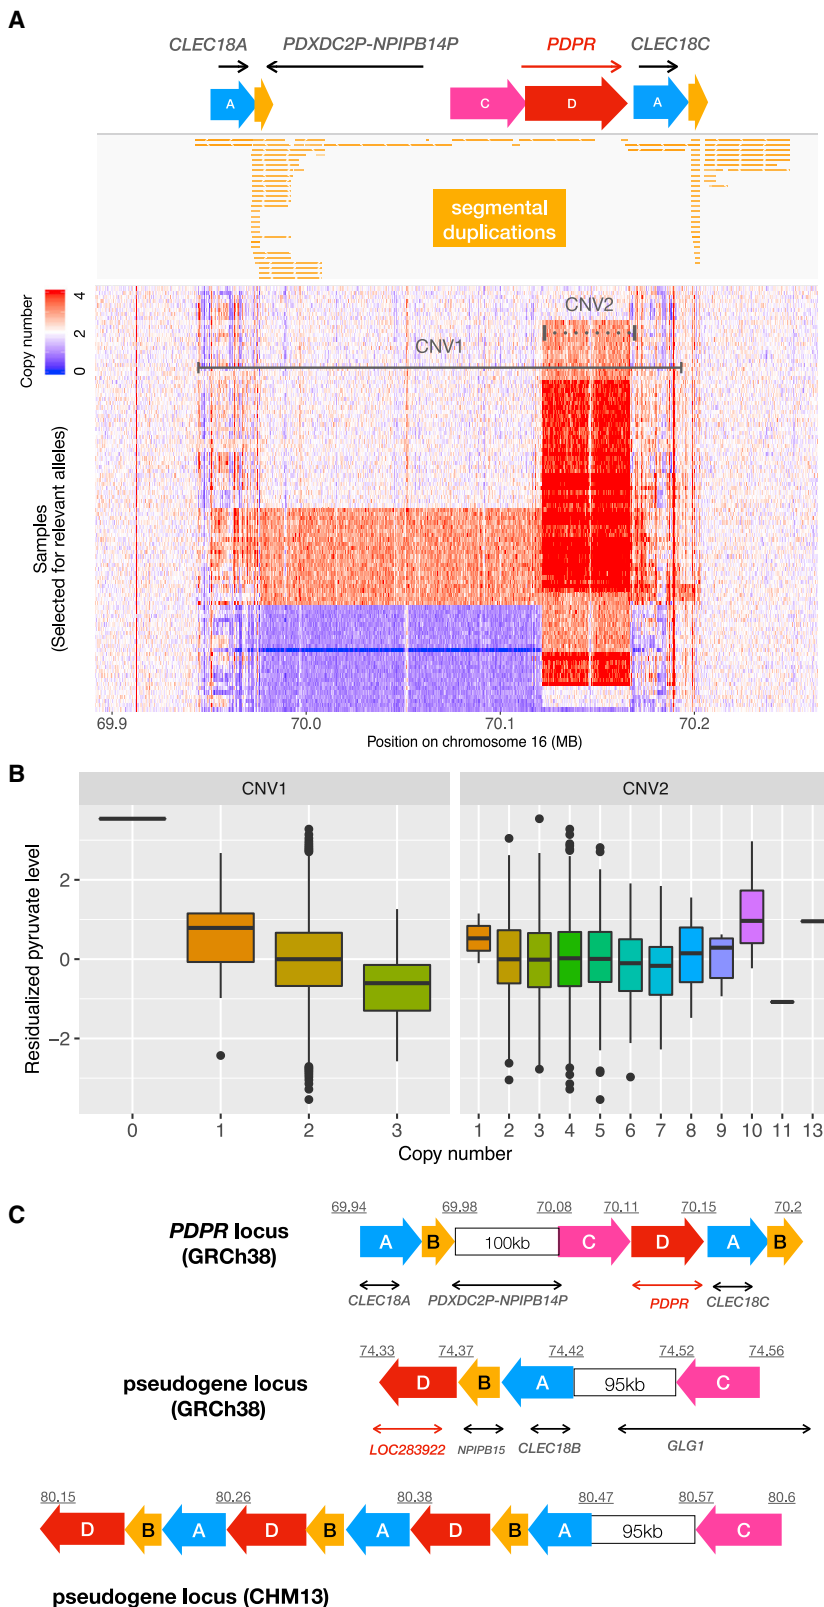 A
CLEC18A PDXDC2P-NPIPB14P PDPR CLEC18C
A C D A
segmental
duplications
Copy number
4
2
0
CNV2
CNV1
Samples
(Selected for relevant alleles)
69.9 70.0 70.1 70.2
Position on chromosome 16 (MB)
B
CNV1 CNV2
Residualized pyruvate level
2
0
−2
0 1 2 3 1 2 3 4 5 6 7 8 9 10 11 13
Copy number
C
PDPR locus
(GRCh38)
69.94 69.98 70.08 70.11 70.15 70.2
A B 100kb C D A B
CLEC18A PDXDC2P-NPIPB14P PDPR CLEC18C
pseudogene locus
(GRCh38)
74.33 74.37 74.42 74.52 74.56
D B A 95kb C
LOC283922 NPIPB15 CLEC18B GLG1
80.15 80.26 80.38 80.47 80.57 80.6
D B A D B A D B A 95kb C
pseudogene locus (CHM13)